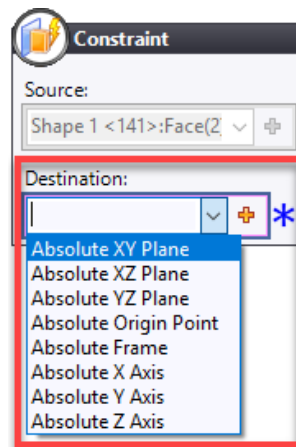 Constraint
Source:
Shape 1 <141>:Face(2)
Destination:
Absolute XY Plane
Absolute XZ Plane
Absolute YZ Plane
Absolute Origin Point
Absolute Frame
Absolute X Axis
Absolute Y Axis
Absolute Z Axis